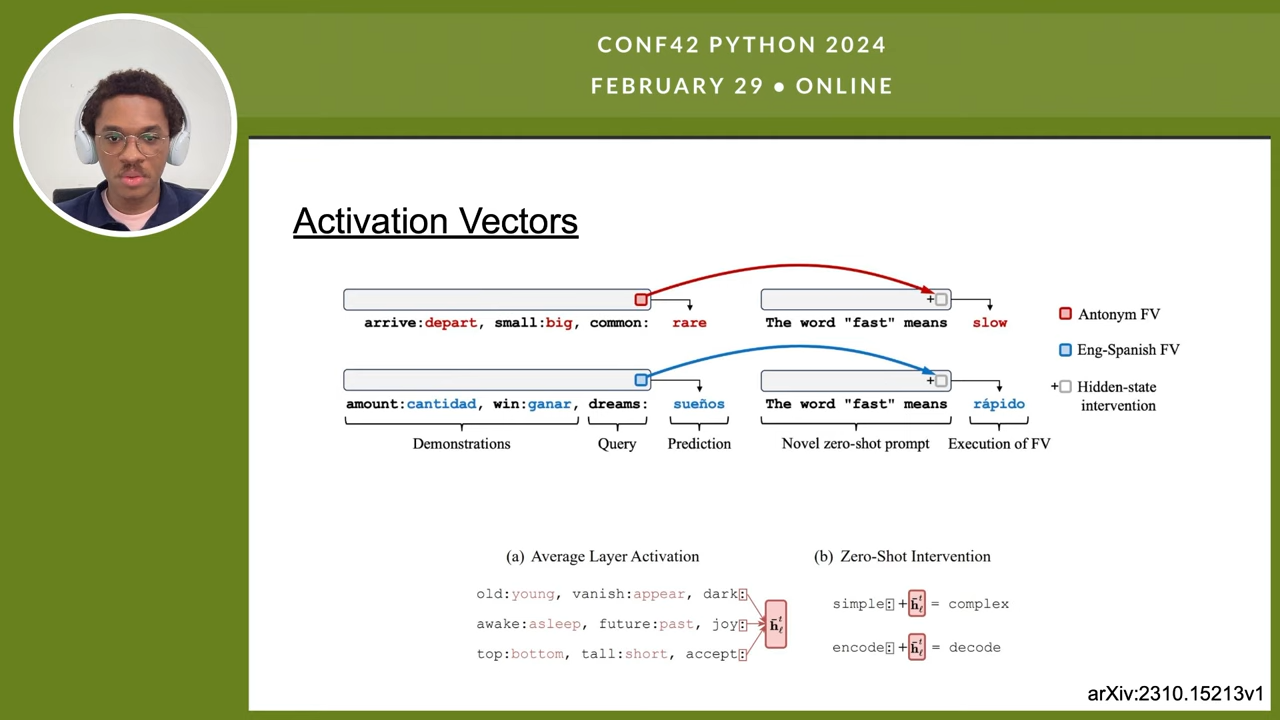 CONF42 PYTHON 2024
FEBRUARY 29 ● ONLINE
Activation Vectors
arrive:depart, small:big, common: rare
The word "fast" means slow
amount:cantidad, win:ganar, dreams: sueños
The word "fast" means rápido
Demonstrations Query Prediction
Novel zero-shot prompt Execution of FV
Antonym FV
Eng-Spanish FV
+ Hidden-state
intervention
(a) Average Layer Activation
old:young, vanish:appear, dark:
awake:asleep, future:past, joy:
top:bottom, tall:short, accept:
h̄ₗᵗ
(b) Zero-Shot Intervention
simple: + h̄ₗᵗ = complex
encode: + h̄ₗᵗ = decode
arXiv:2310.15213v1